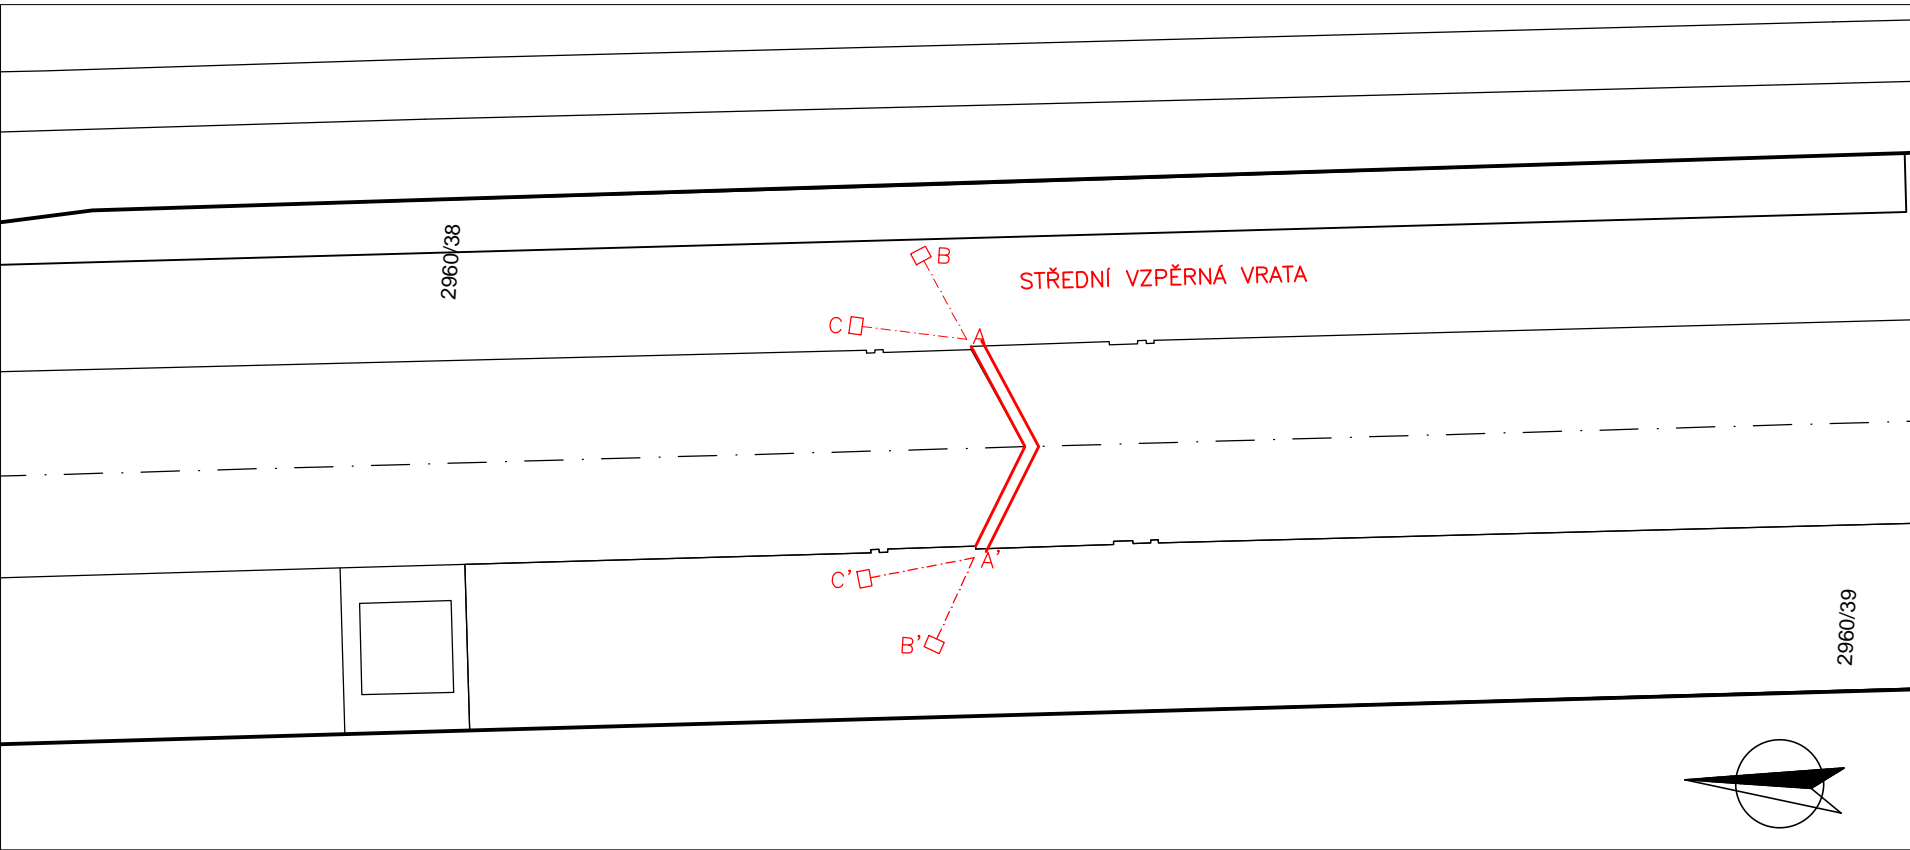 2960/38
B
STŘEDNÍ VZPĚRNÁ VRATA
C
A
A'
C'
B'
2960/39